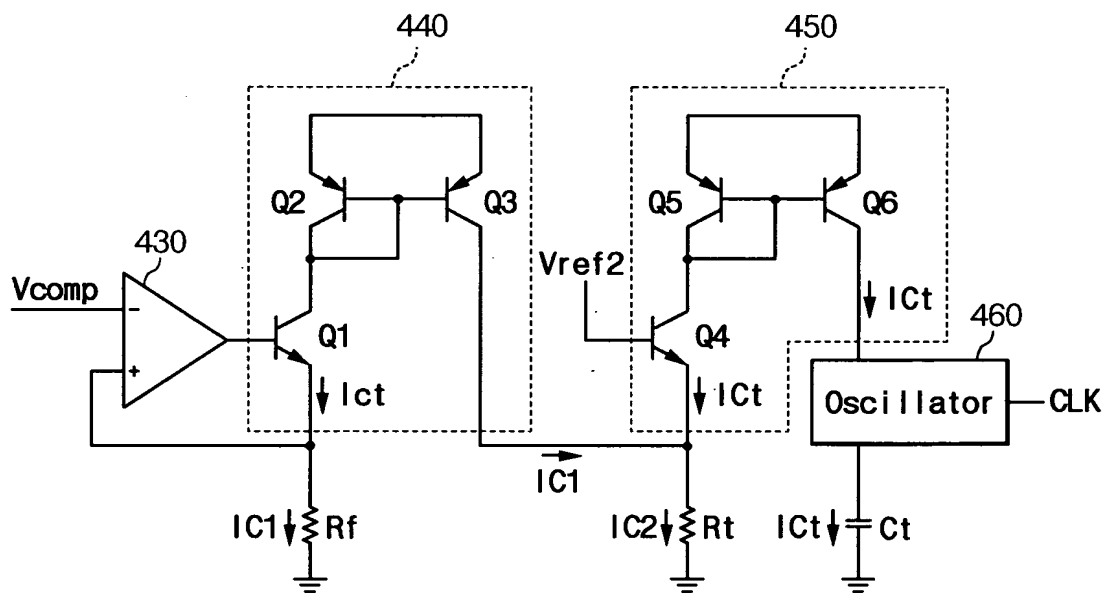 440
450
Q2
Q3
Q5
Q6
430
Vcomp
-
+
Q1
Ict
Vref2
Q4
ICt
ICt
460
Oscillator
CLK
IC1
IC1
Rf
IC2
Rt
ICt
Ct